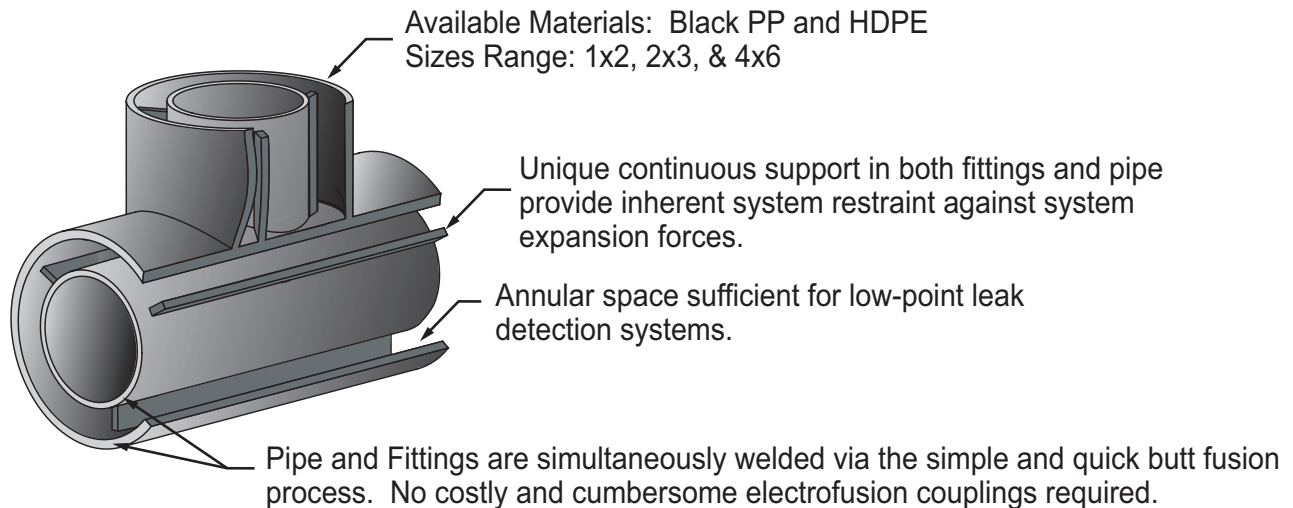 Available Materials:  Black PP and HDPE
Sizes Range: 1x2, 2x3, & 4x6
Unique continuous support in both fittings and pipe
provide inherent system restraint against system
expansion forces.
Annular space sufficient for low-point leak
detection systems.
Pipe and Fittings are simultaneously welded via the simple and quick butt fusion
process.  No costly and cumbersome electrofusion couplings required.